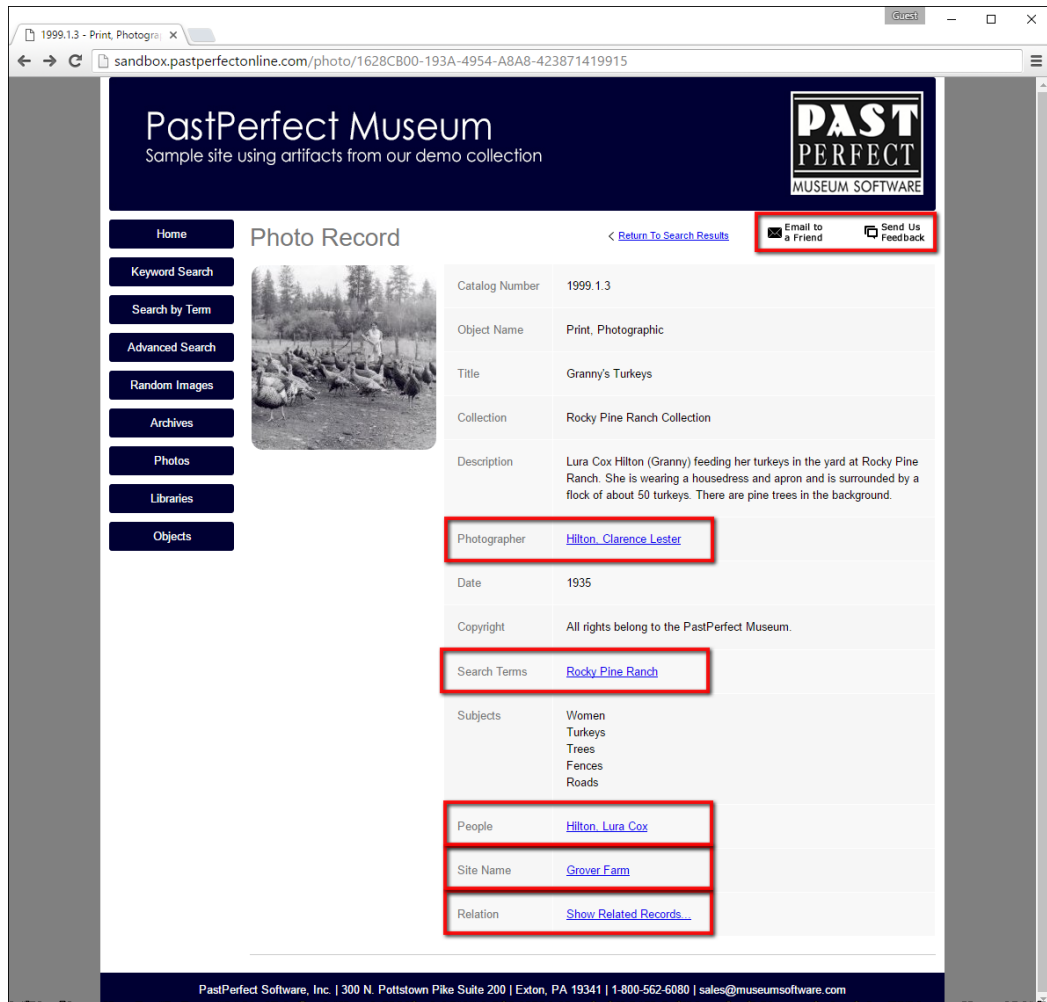 Guest
1999.1.3 - Print, Photogra
sandbox.pastperfectonline.com/photo/1628CB00-193A-4954-A8A8-423871419915
PastPerfect Museum
Sample site using artifacts from our demo collection
PAST
PERFECT
MUSEUM SOFTWARE
Home
Keyword Search
Search by Term
Advanced Search
Random Images
Archives
Photos
Libraries
Objects
Photo Record
Return To Search Results
Email to
a Friend
Send Us
Feedback
Catalog Number 1999.1.3
Object Name Print, Photographic
Title Granny's Turkeys
Collection Rocky Pine Ranch Collection
Description Lura Cox Hilton (Granny) feeding her turkeys in the yard at Rocky Pine
Ranch. She is wearing a housedress and apron and is surrounded by a
flock of about 50 turkeys. There are pine trees in the background.
Photographer Hilton, Clarence Lester
Date 1935
Copyright All rights belong to the PastPerfect Museum.
Search Terms Rocky Pine Ranch
Subjects Women
Turkeys
Trees
Fences
Roads
People Hilton, Lura Cox
Site Name Grover Farm
Relation Show Related Records...
PastPerfect Software, Inc. | 300 N. Pottstown Pike Suite 200 | Exton, PA 19341 | 1-800-562-6080 | sales@museumsoftware.com